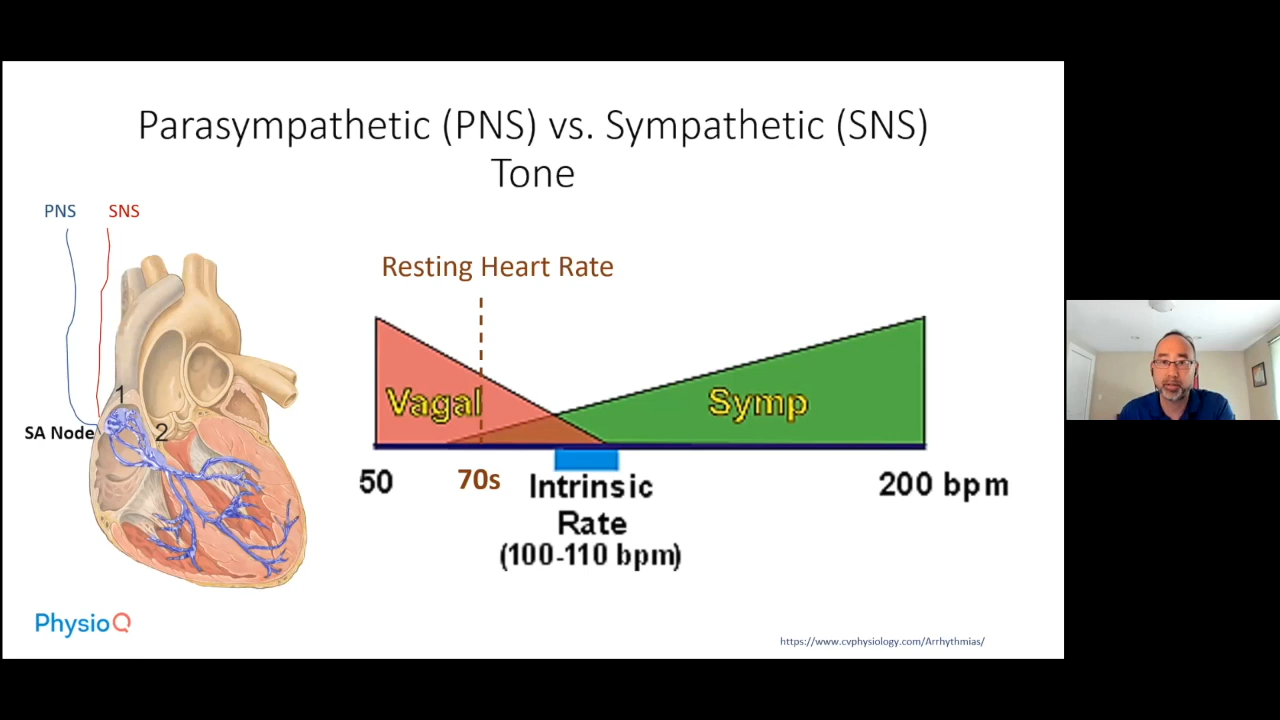 Parasympathetic (PNS) vs. Sympathetic (SNS)
Tone
PNS
SNS
Resting Heart Rate
Vagal
Symp
1
2
SA Node
50
70s
Intrinsic
Rate
(100-110 bpm)
200 bpm
PhysioQ
https://www.cvphysiology.com/Arrhythmias/